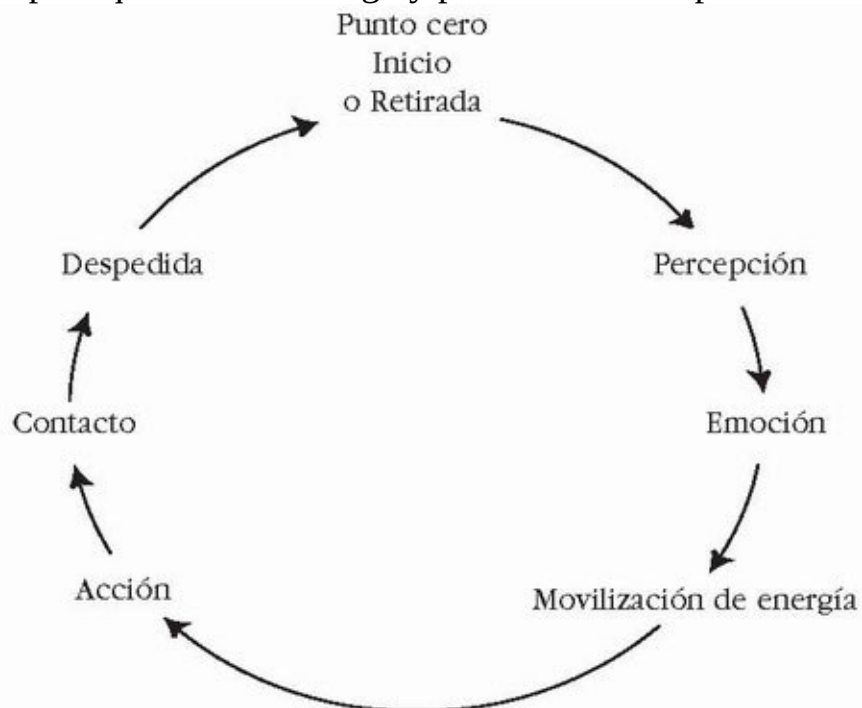 Punto cero
Inicio
o Retirada
Despedida
Percepción
Contacto
Emoción
Acción
Movilización de energía